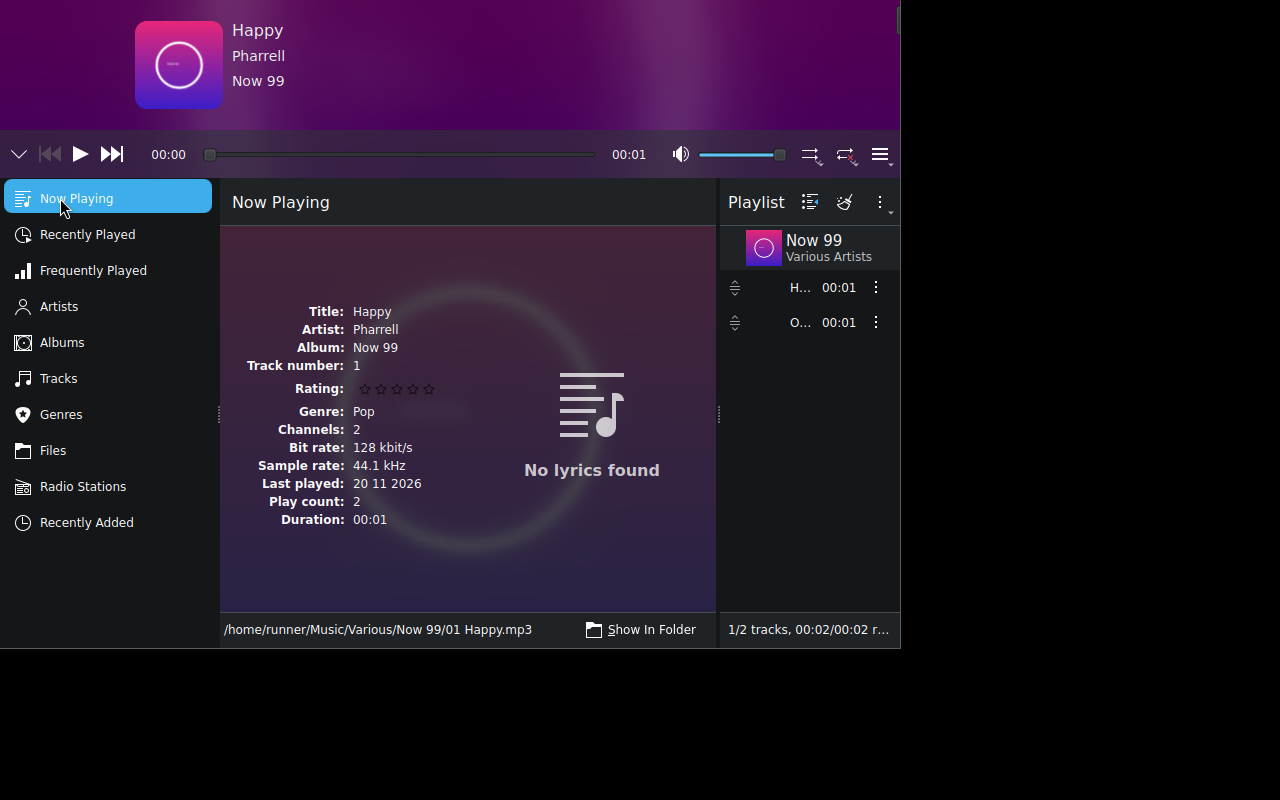 Happy
Pharrell
Now 99
00:00
00:01
Now Playing
Recently Played
Frequently Played
Artists
Albums
Tracks
Genres
Files
Radio Stations
Recently Added
Now Playing
Title: Happy
Artist: Pharrell
Album: Now 99
Track number: 1
Rating:
Genre: Pop
Channels: 2
Bit rate: 128 kbit/s
Sample rate: 44.1 kHz
Last played: 20 11 2026
Play count: 2
Duration: 00:01
No lyrics found
/home/runner/Music/Various/Now 99/01 Happy.mp3
Show In Folder
Playlist
Now 99
Various Artists
H... 00:01
O... 00:01
1/2 tracks, 00:02/00:02 r...